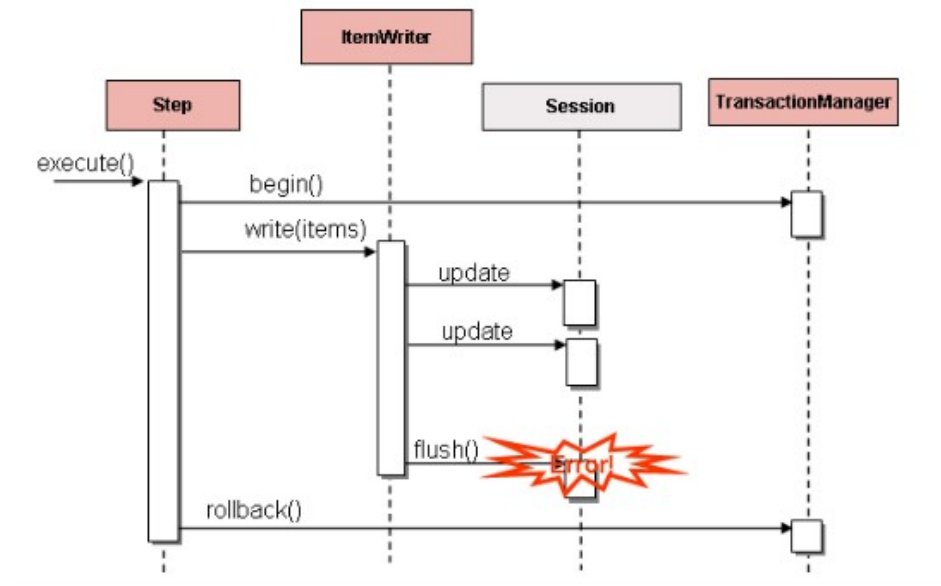 ItemWriter
Step
Session
TransactionManager
execute()
begin()
write(items)
update
update
flush()
Error!
rollback()